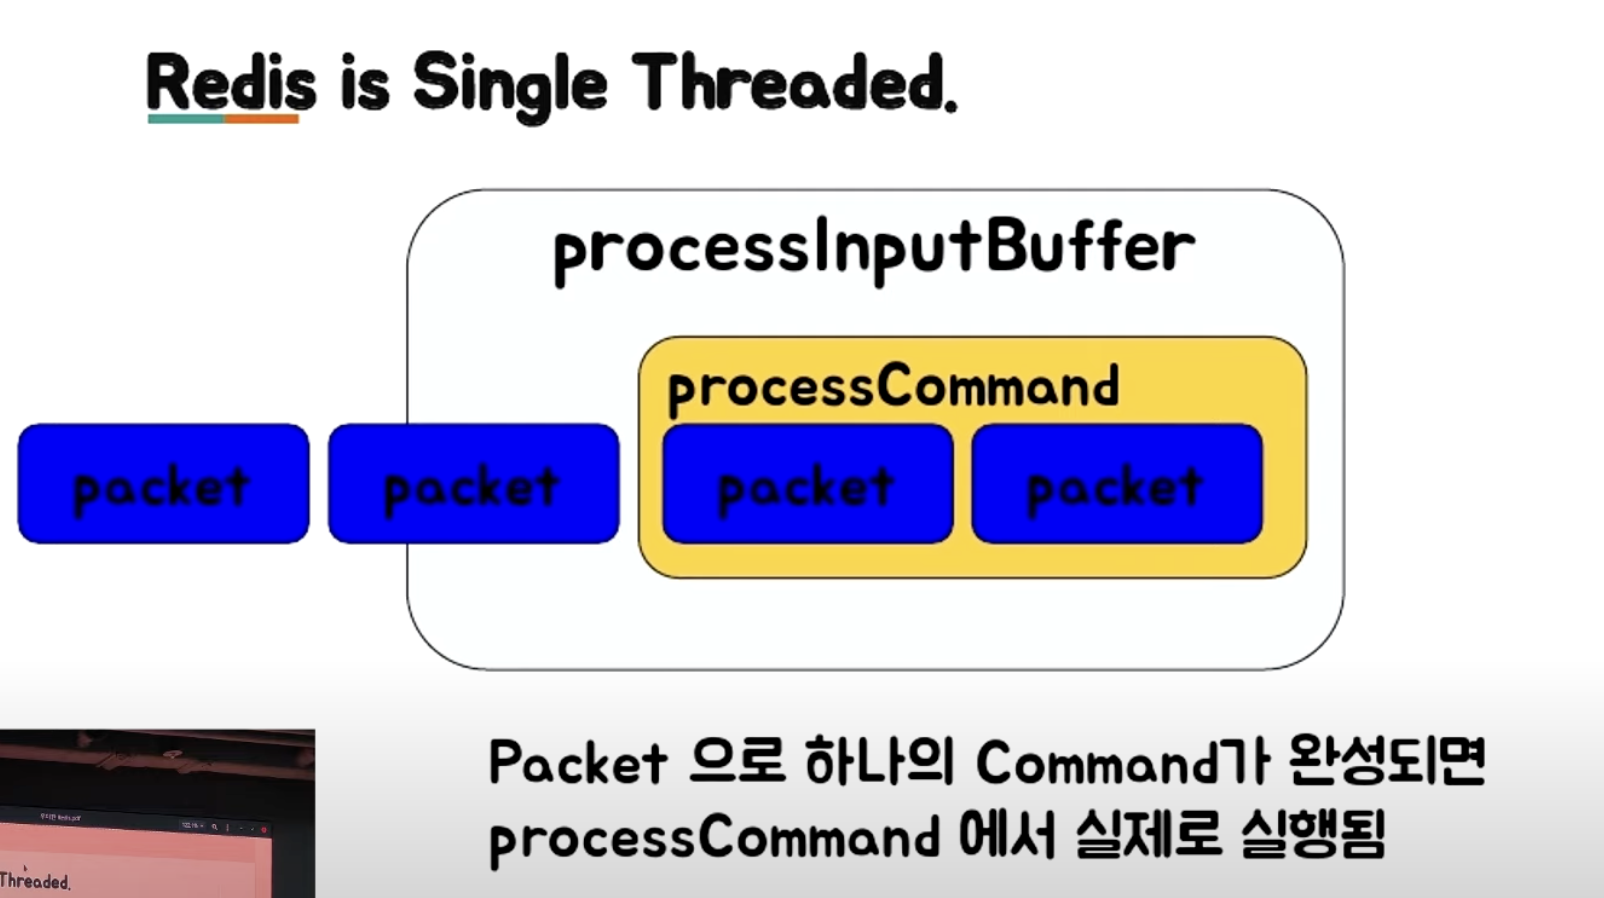 Redis is Single Threaded.
processInputBuffer
processCommand
packet packet packet packet
Packet 으로 하나의 Command가 완성되면
processCommand 에서 실제로 실행됨
Threaded.